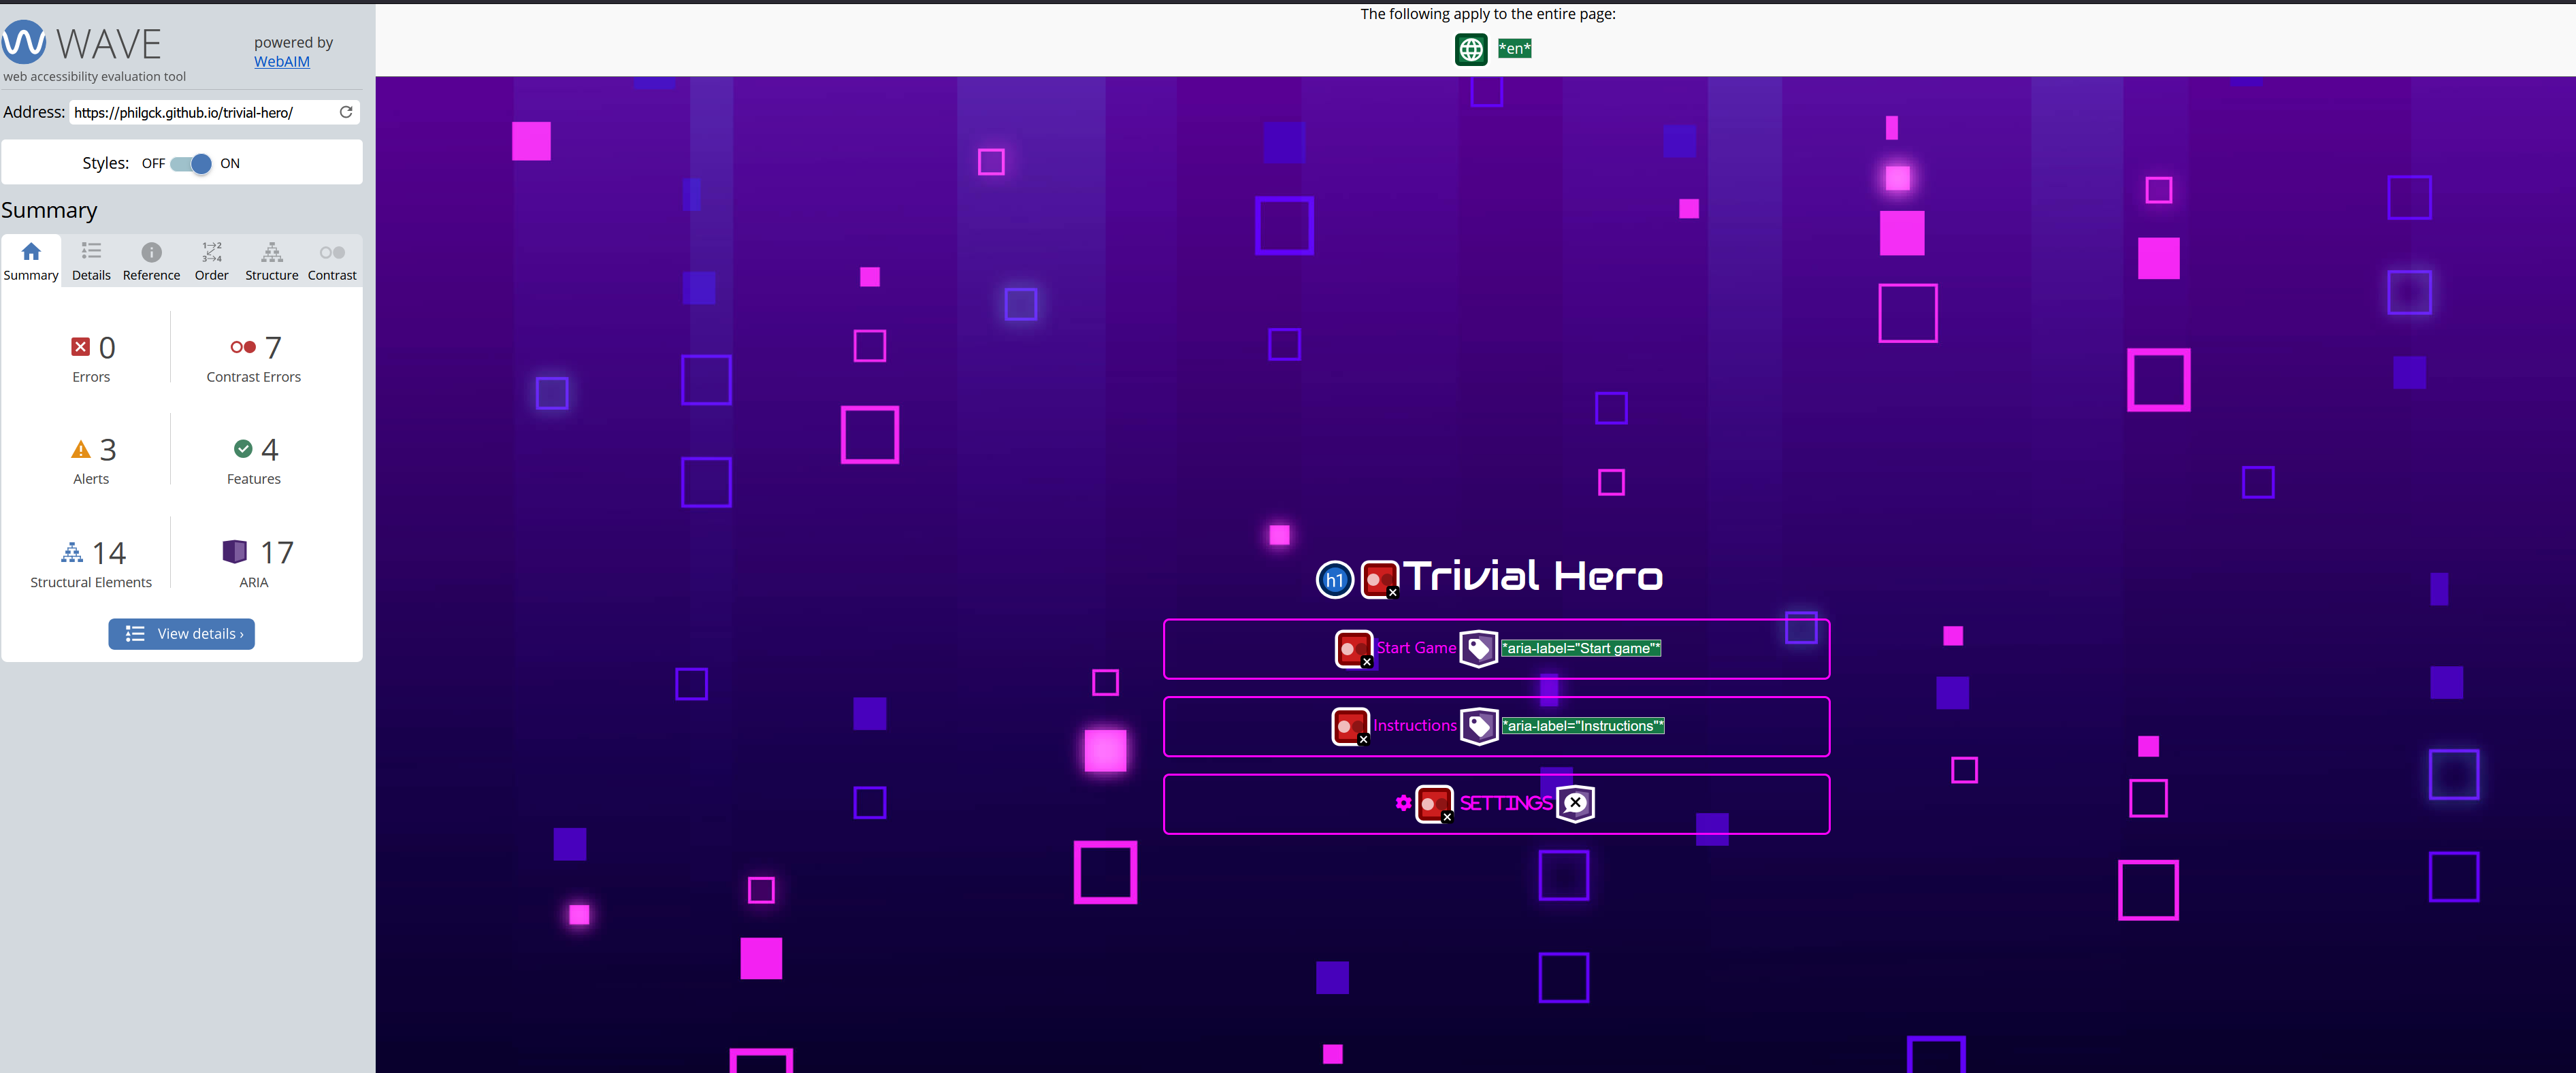 WAVE
powered by
WebAIM
web accessibility evaluation tool
Address: https://philgck.github.io/trivial-hero/
Styles: OFF ON
Summary
Summary Details Reference Order Structure Contrast
0 7
Errors Contrast Errors
3 4
Alerts Features
14 17
Structural Elements ARIA
View details ›
The following apply to the entire page:
*en*
h1 Trivial Hero
Start Game *aria-label="Start game"*
Instructions *aria-label="Instructions"*
SETTINGS